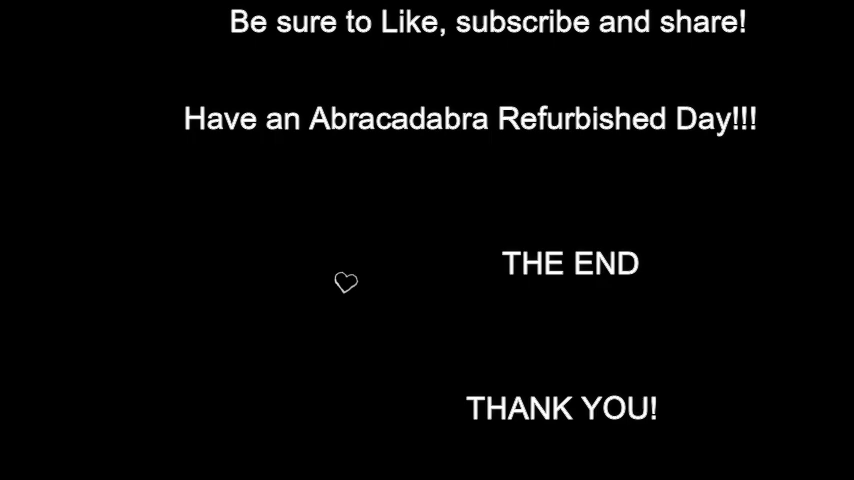 Be sure to Like, subscribe and share!
Have an Abracadabra Refurbished Day!!!
THE END
THANK YOU!